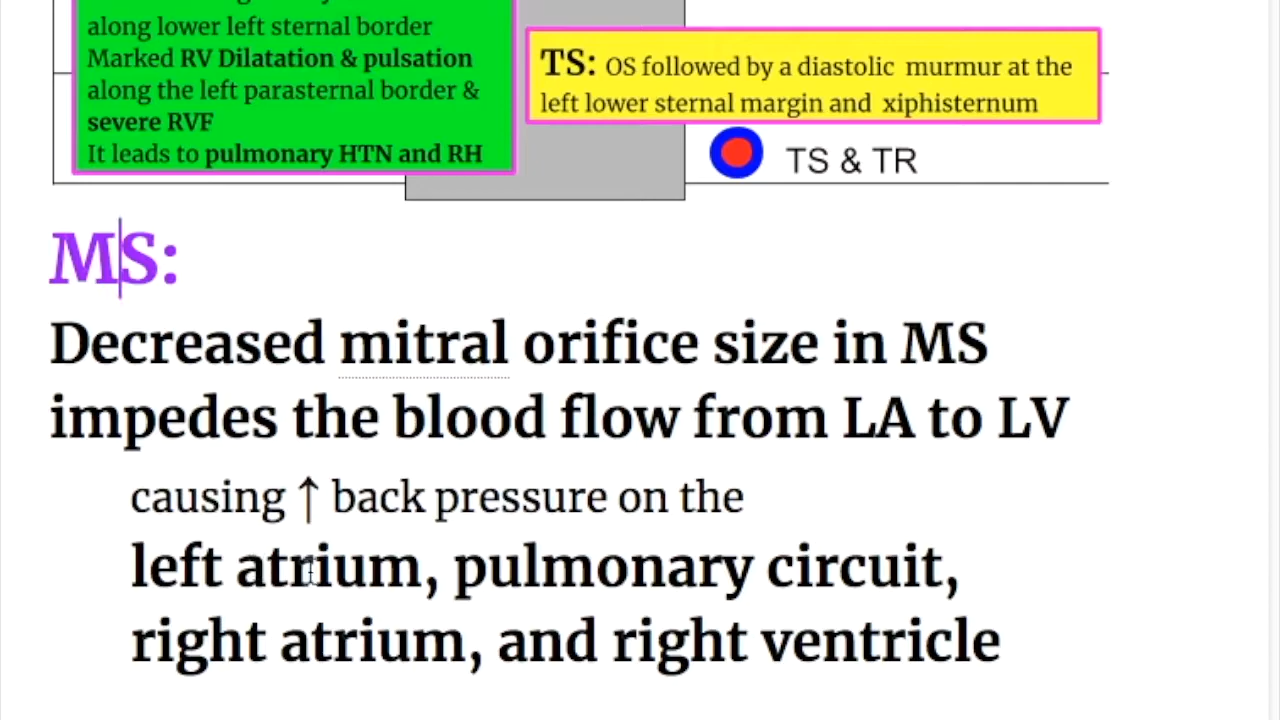 along lower left sternal border
Marked RV Dilatation & pulsation
along the left parasternal border &
severe RVF
It leads to pulmonary HTN and RH
TS: OS followed by a diastolic murmur at the
left lower sternal margin and xiphisternum
TS & TR
MS:
Decreased mitral orifice size in MS
impedes the blood flow from LA to LV
causing ↑ back pressure on the
left atrium, pulmonary circuit,
right atrium, and right ventricle